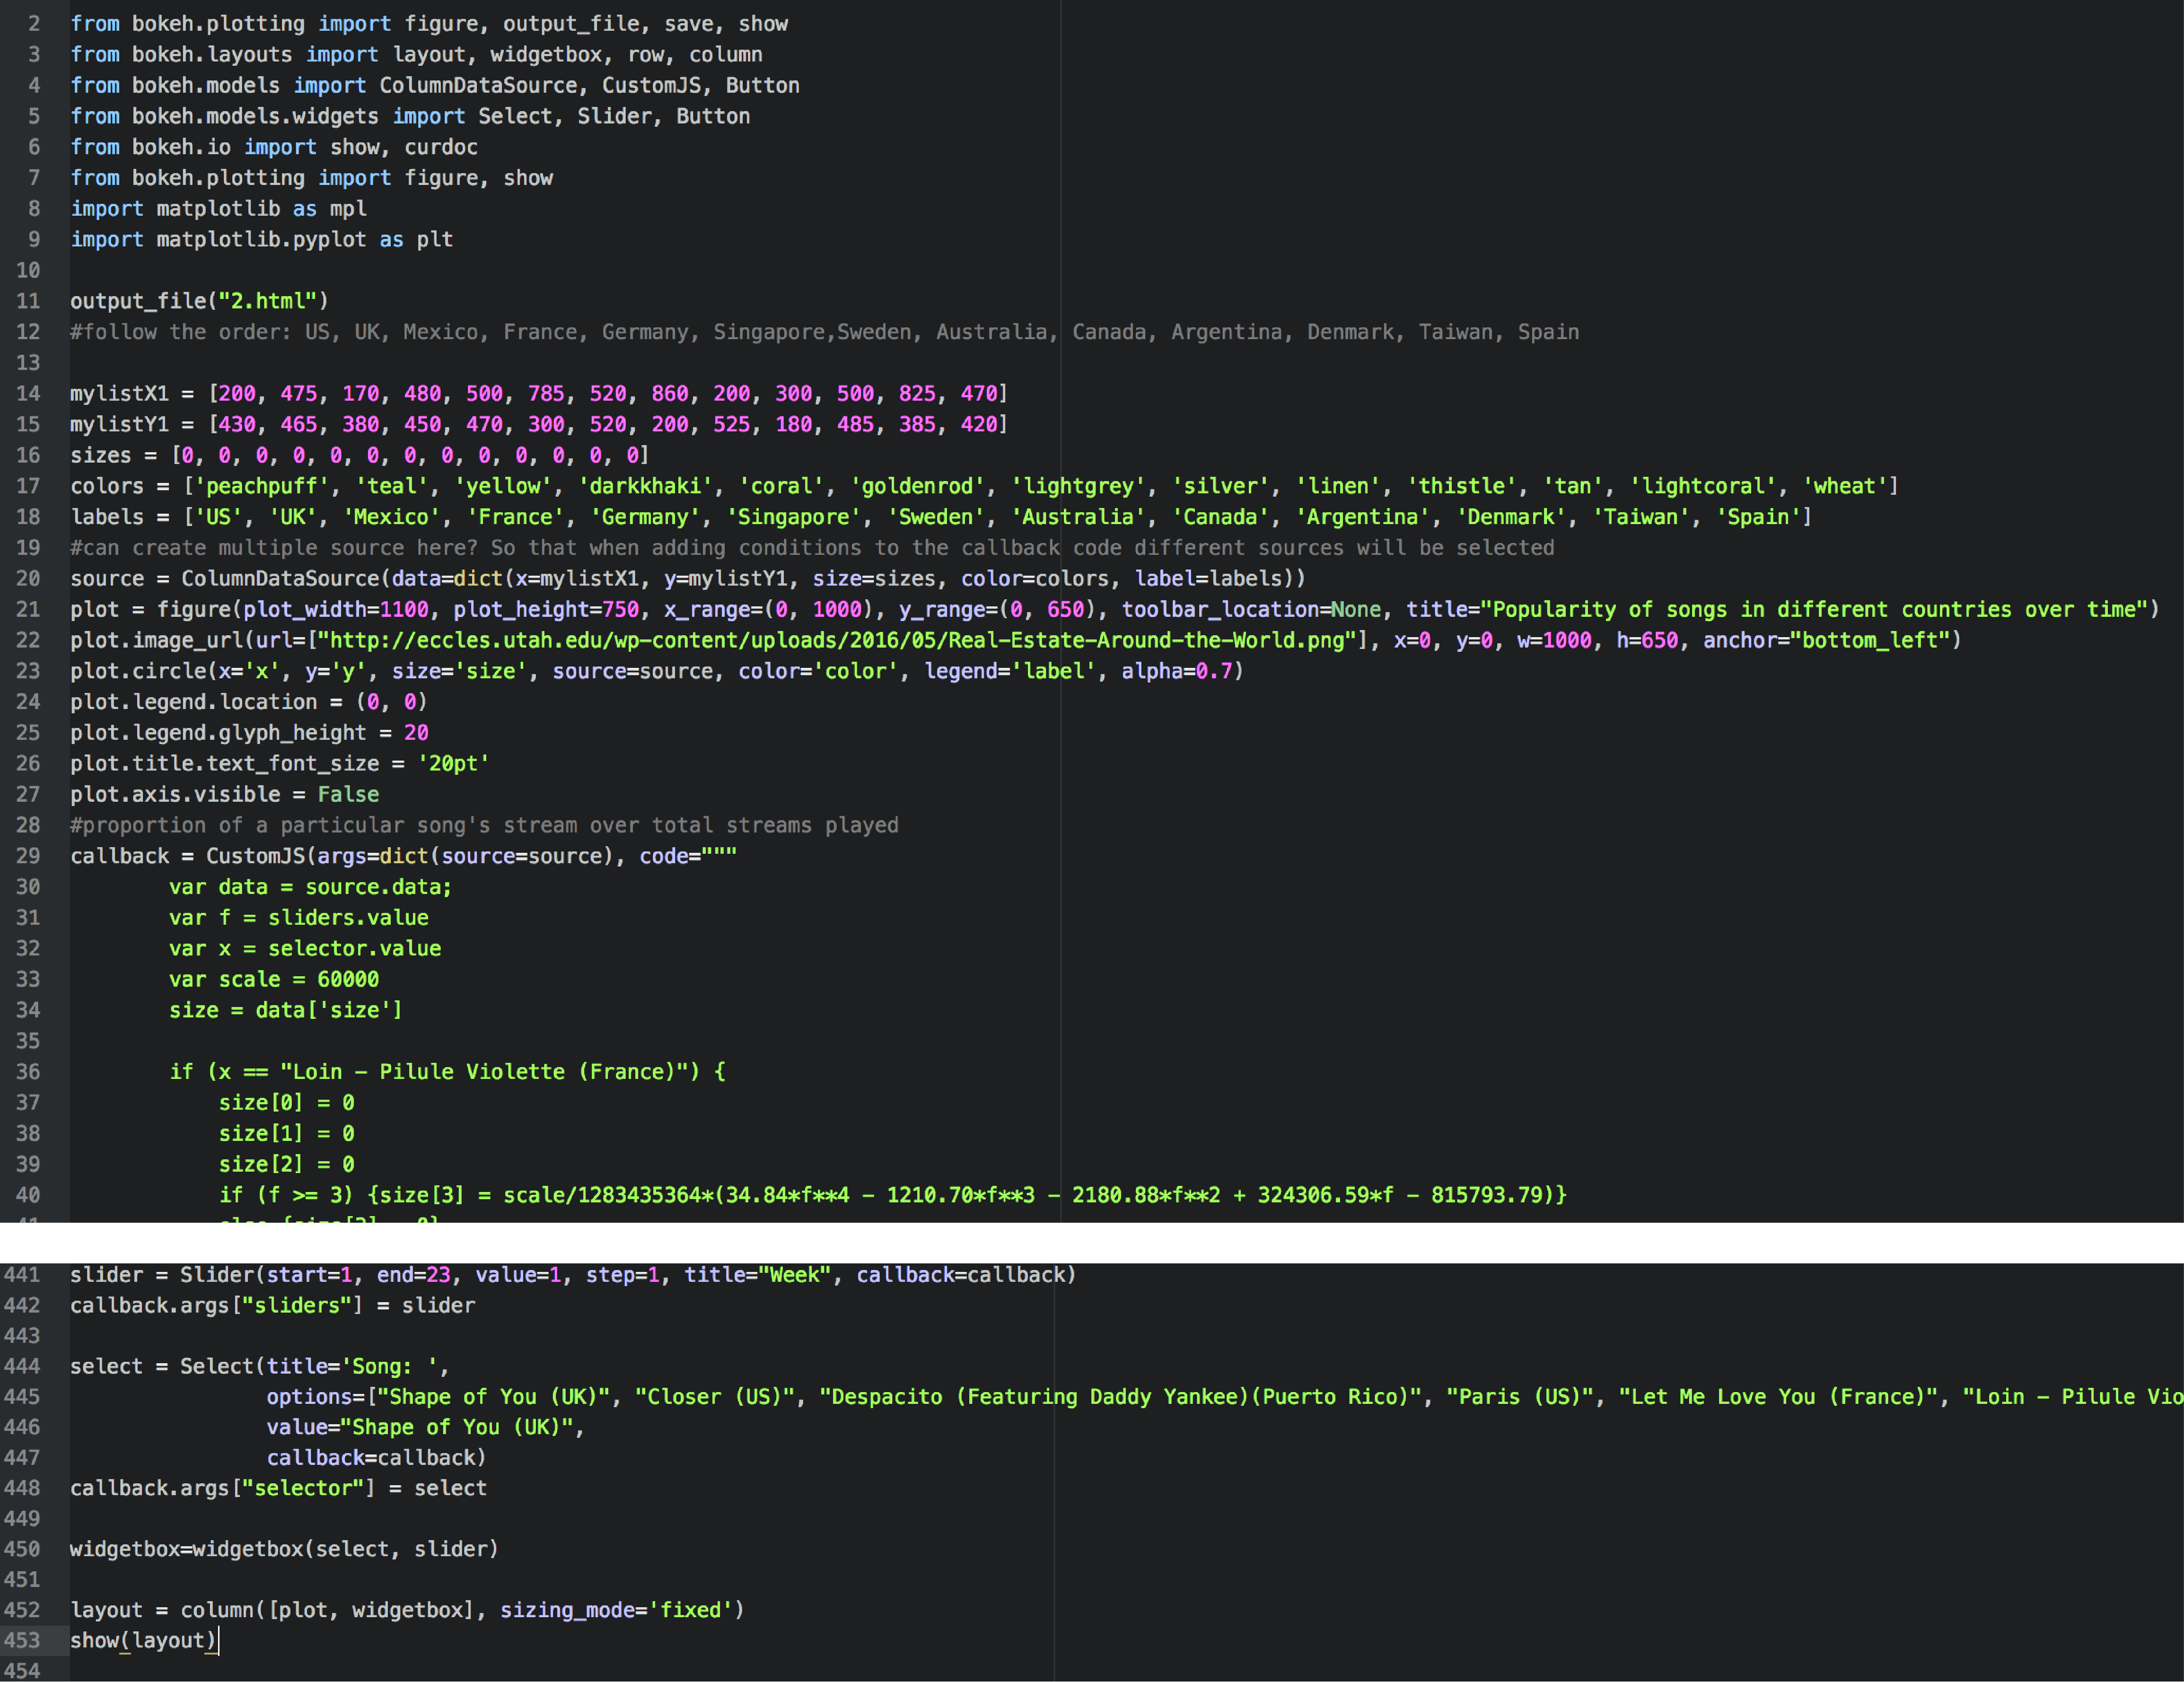 2 from bokeh.plotting import figure, output_file, save, show
3 from bokeh.layouts import layout, widgetbox, row, column
4 from bokeh.models import ColumnDataSource, CustomJS, Button
5 from bokeh.models.widgets import Select, Slider, Button
6 from bokeh.io import show, curdoc
7 from bokeh.plotting import figure, show
8 import matplotlib as mpl
9 import matplotlib.pyplot as plt
10
11 output_file("2.html")
12 #follow the order: US, UK, Mexico, France, Germany, Singapore,Sweden, Australia, Canada, Argentina, Denmark, Taiwan, Spain
13
14 mylistX1 = [200, 475, 170, 480, 500, 785, 520, 860, 200, 300, 500, 825, 470]
15 mylistY1 = [430, 465, 380, 450, 470, 300, 520, 200, 525, 180, 485, 385, 420]
16 sizes = [0, 0, 0, 0, 0, 0, 0, 0, 0, 0, 0, 0, 0]
17 colors = ['peachpuff', 'teal', 'yellow', 'darkkhaki', 'coral', 'goldenrod', 'lightgrey', 'silver', 'linen', 'thistle', 'tan', 'lightcoral', 'wheat']
18 labels = ['US', 'UK', 'Mexico', 'France', 'Germany', 'Singapore', 'Sweden', 'Australia', 'Canada', 'Argentina', 'Denmark', 'Taiwan', 'Spain']
19 #can create multiple source here? So that when adding conditions to the callback code different sources will be selected
20 source = ColumnDataSource(data=dict(x=mylistX1, y=mylistY1, size=sizes, color=colors, label=labels))
21 plot = figure(plot_width=1100, plot_height=750, x_range=(0, 1000), y_range=(0, 650), toolbar_location=None, title="Popularity of songs in different countries over time")
22 plot.image_url(url=["http://eccles.utah.edu/wp-content/uploads/2016/05/Real-Estate-Around-the-World.png"], x=0, y=0, w=1000, h=650, anchor="bottom_left")
23 plot.circle(x='x', y='y', size='size', source=source, color='color', legend='label', alpha=0.7)
24 plot.legend.location = (0, 0)
25 plot.legend.glyph_height = 20
26 plot.title.text_font_size = '20pt'
27 plot.axis.visible = False
28 #proportion of a particular song's stream over total streams played
29 callback = CustomJS(args=dict(source=source), code="""
30 var data = source.data;
31 var f = sliders.value
32 var x = selector.value
33 var scale = 60000
34 size = data['size']
35
36 if (x == "Loin - Pilule Violette (France)") {
37 size[0] = 0
38 size[1] = 0
39 size[2] = 0
40 if (f >= 3) {size[3] = scale/1283435364*(34.84*f**4 - 1210.70*f**3 - 2180.88*f**2 + 324306.59*f - 815793.79)}
441 slider = Slider(start=1, end=23, value=1, step=1, title="Week", callback=callback)
442 callback.args["sliders"] = slider
443
444 select = Select(title='Song: ',
445 options=["Shape of You (UK)", "Closer (US)", "Despacito (Featuring Daddy Yankee)(Puerto Rico)", "Paris (US)", "Let Me Love You (France)", "Loin - Pilule Vio
446 value="Shape of You (UK)",
447 callback=callback)
448 callback.args["selector"] = select
449
450 widgetbox=widgetbox(select, slider)
451
452 layout = column([plot, widgetbox], sizing_mode='fixed')
453 show(layout)
454